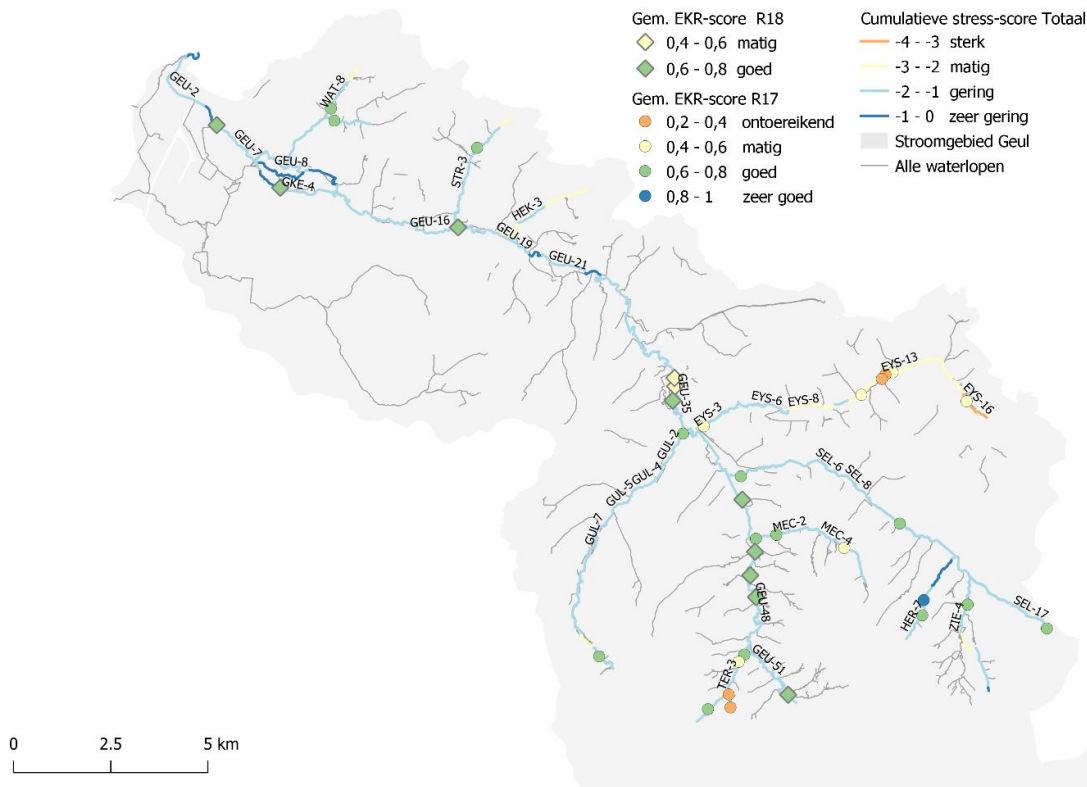 Gem. EKR-score R18
0,4 - 0,6 matig
0,6 - 0,8 goed
Gem. EKR-score R17
0,2 - 0,4 ontoereikend
0,4 - 0,6 matig
0,6 - 0,8 goed
0,8 - 1 zeer goed
Cumulatieve stress-score Totaal
-4 - -3 sterk
-3 - -2 matig
-2 - -1 gering
-1 - 0 zeer gering
Stroomgebied Geul
Alle waterlopen
GEU-2
WAT-8
GEU-7
GEU-8
GKE-4
STR-3
HEK-3
GEU-16
GEU-19
GEU-21
GEU-35
EYS-3
EYS-6
EYS-8
EYS-13
EYS-16
GUL-2
GUL-4
GUL-5
GUL-7
SEL-6
SEL-8
MEC-2
MEC-4
GEU-48
HER-7
ZIE-4
SEL-17
TER-3
GEU-51
0 2.5 5 km